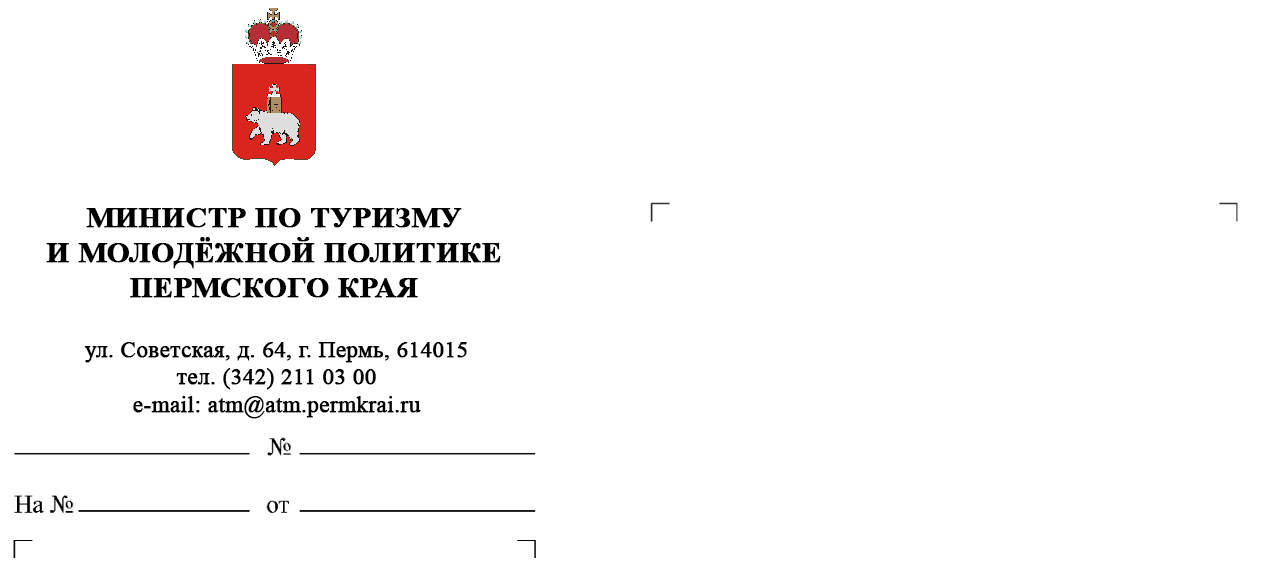 МИНИСТР ПО ТУРИЗМУ
И МОЛОДЁЖНОЙ ПОЛИТИКЕ
ПЕРМСКОГО КРАЯ
ул. Советская, д. 64, г. Пермь, 614015
тел. (342) 211 03 00
e-mail: atm@atm.permkrai.ru
№
На № от